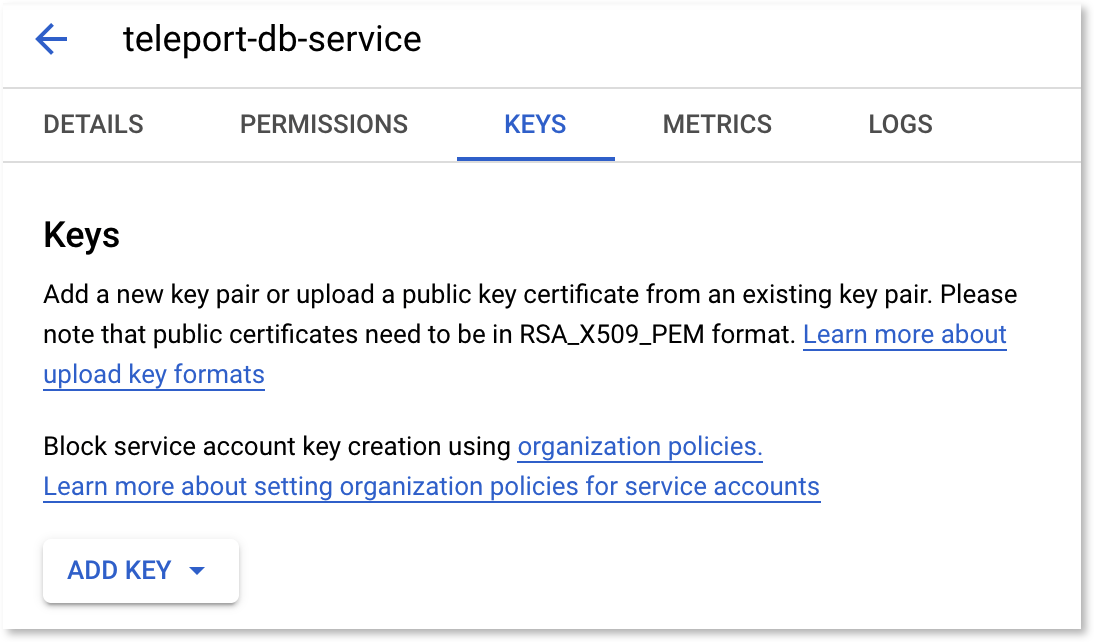 teleport-db-service
DETAILS PERMISSIONS KEYS METRICS LOGS
Keys
Add a new key pair or upload a public key certificate from an existing key pair. Please
note that public certificates need to be in RSA_X509_PEM format. Learn more about
upload key formats
Block service account key creation using organization policies.
Learn more about setting organization policies for service accounts
ADD KEY